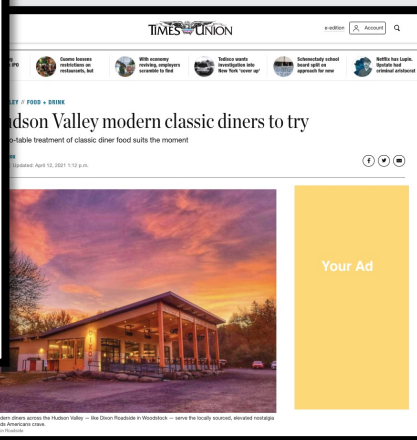 TIMES UNION
e-edition
Account
IPO
Cuomo loosens
restrictions on
restaurants, but
With economy
reviving, employers
scramble to find
Tedisco wants
investigation into
New York 'cover up'
Schenectady school
board split on
approach for new
Netflix has Lupin.
Upstate had
criminal aristocrat
LEY // FOOD + DRINK
dson Valley modern classic diners to try
o-table treatment of classic diner food suits the moment
Updated: April 12, 2021 1:12 p.m.
Your Ad
dern diners across the Hudson Valley — like Dixon Roadside in Woodstock — serve the locally sourced, elevated nostalgia
ds Americans crave.
n Roadside